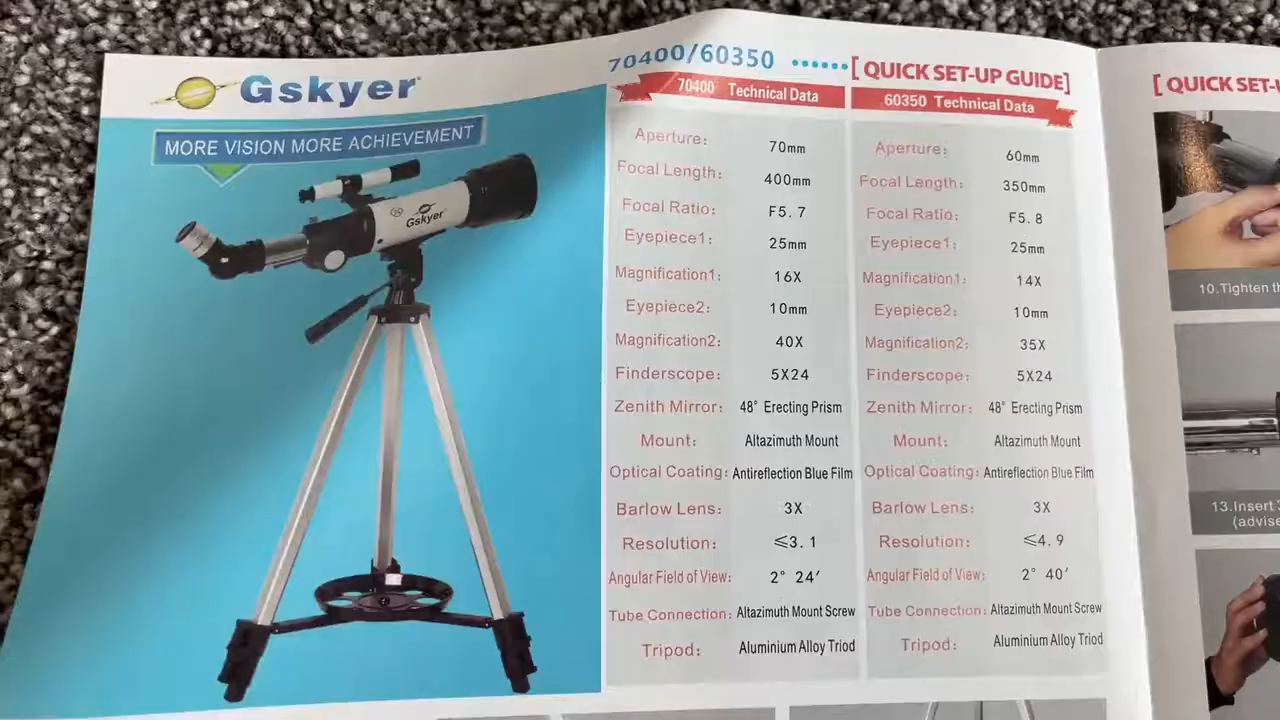 Gskyer
MORE VISION MORE ACHIEVEMENT
Gskyer
70400/60350 ......[ QUICK SET-UP GUIDE]
70400 Technical Data
Aperture: 70mm
Focal Length: 400mm
Focal Ratio: F5.7
Eyepiece1: 25mm
Magnification1: 16X
Eyepiece2: 10mm
Magnification2: 40X
Finderscope: 5X24
Zenith Mirror: 48° Erecting Prism
Mount: Altazimuth Mount
Optical Coating: Antireflection Blue Film
Barlow Lens: 3X
Resolution: ≤3.1
Angular Field of View: 2° 24′
Tube Connection: Altazimuth Mount Screw
Tripod: Aluminium Alloy Triod
60350 Technical Data
Aperture: 60mm
Focal Length: 350mm
Focal Ratio: F5.8
Eyepiece1: 25mm
Magnification1: 14X
Eyepiece2: 10mm
Magnification2: 35X
Finderscope: 5X24
Zenith Mirror: 48° Erecting Prism
Mount: Altazimuth Mount
Optical Coating: Antireflection Blue Film
Barlow Lens: 3X
Resolution: ≤4.9
Angular Field of View: 2° 40′
Tube Connection: Altazimuth Mount Screw
Tripod: Aluminium Alloy Triod
[ QUICK SET-
10.Tighten
13.Insert
(advise